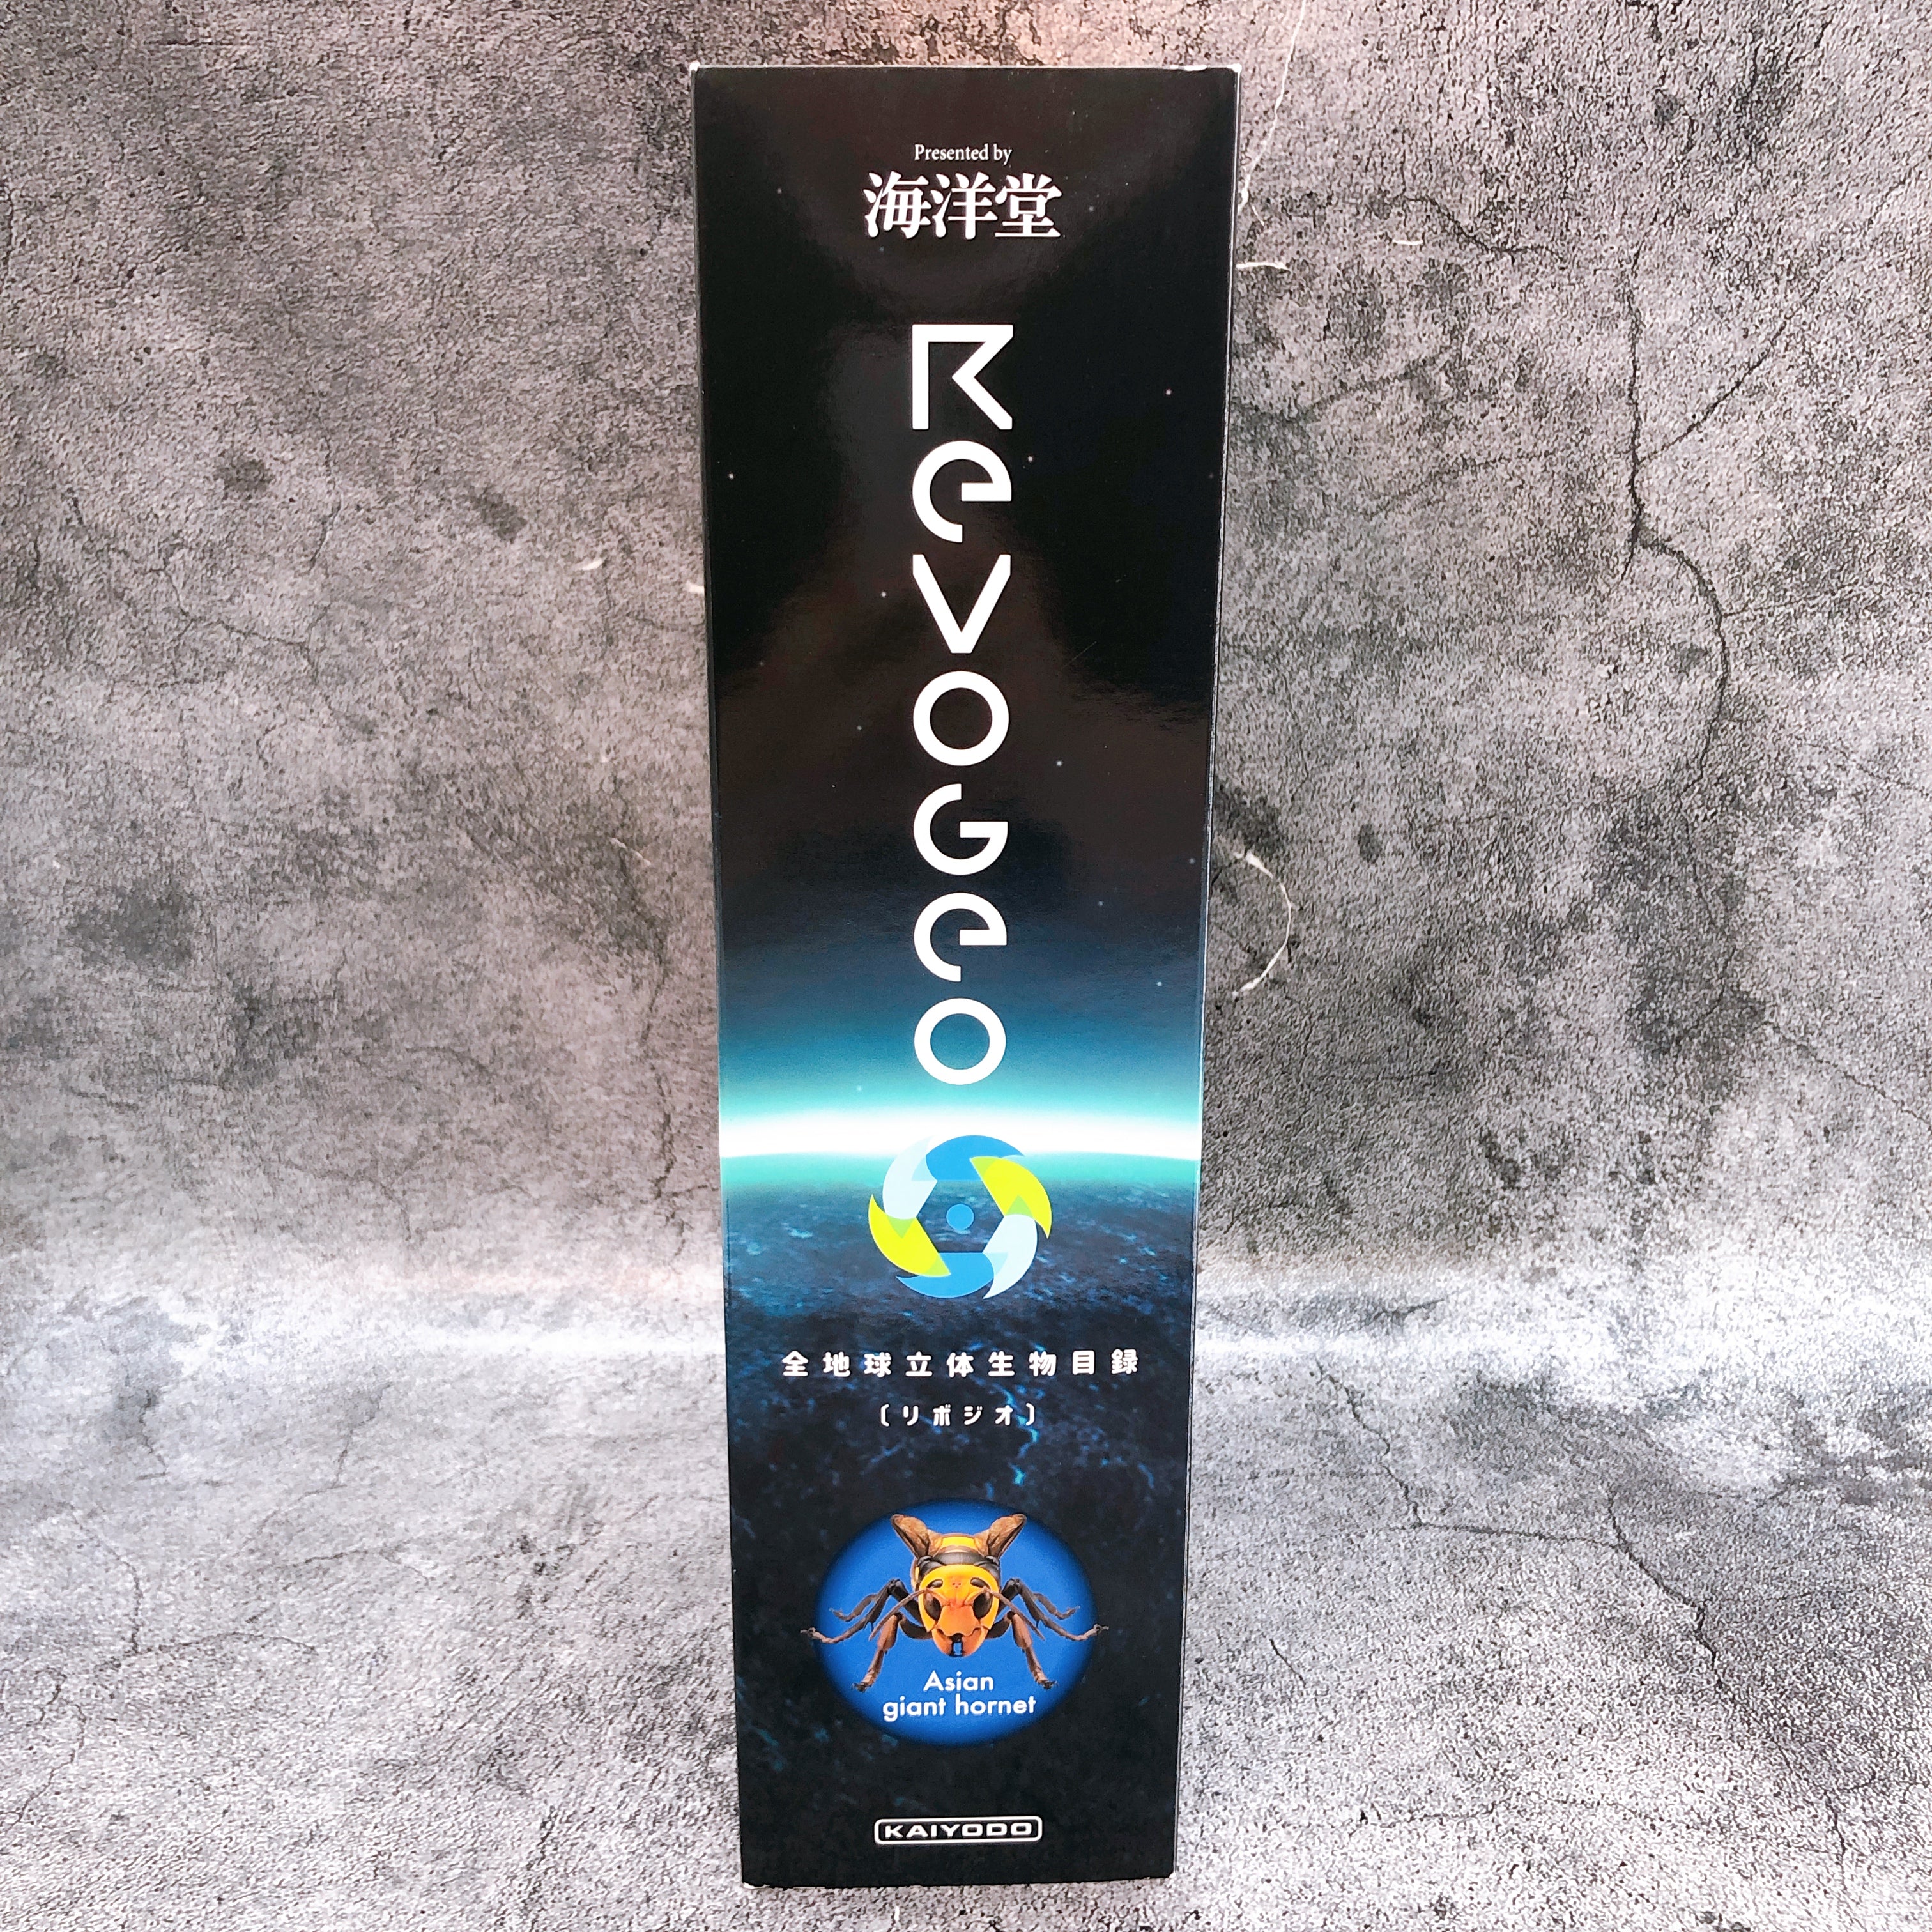 Presented by
海洋堂
ReVoGeo
全地球立体生物目録
〔リボジオ〕
Asian
giant hornet
KAIYODO